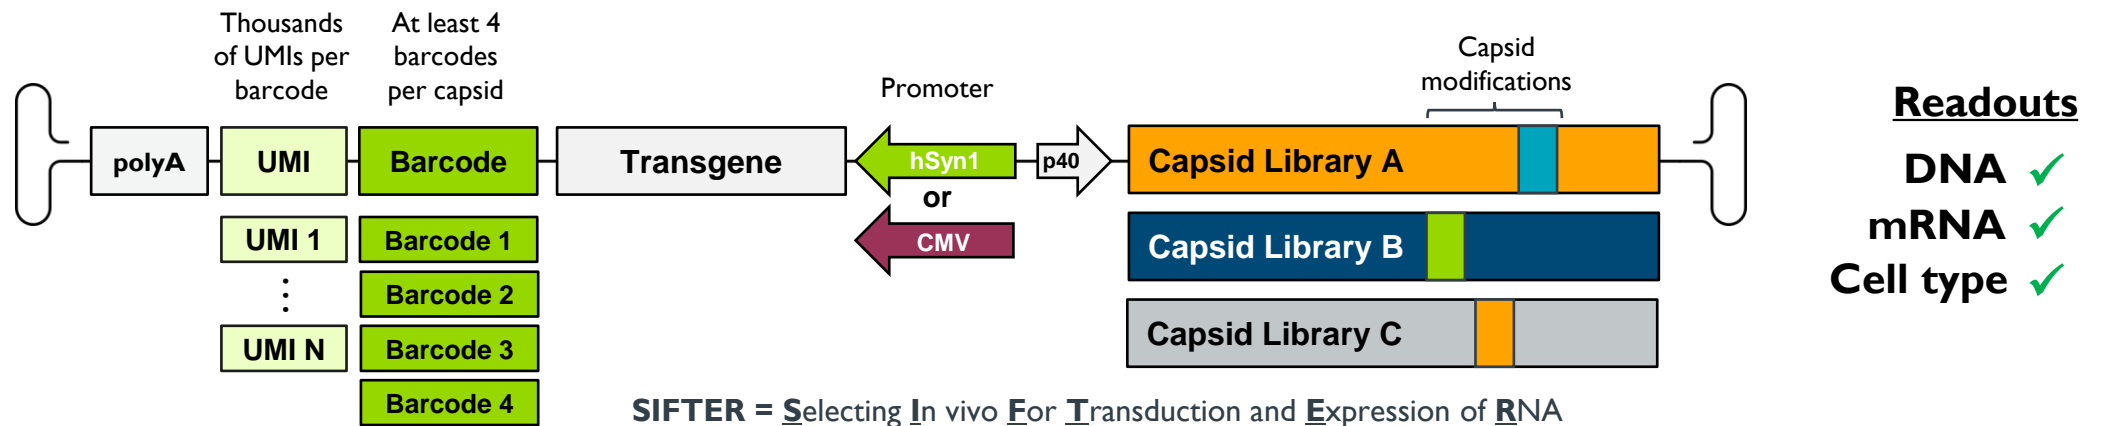 Thousands
of UMIs per
barcode
At least 4
barcodes
per capsid
Promoter
Capsid
modifications
polyA
UMI
Barcode
Transgene
hSyn1
or
CMV
p40
Capsid Library A
Capsid Library B
Capsid Library C
UMI 1
⋮
UMI N
Barcode 1
Barcode 2
Barcode 3
Barcode 4
Readouts
DNA ✓
mRNA ✓
Cell type ✓
SIFTER = Selecting In vivo For Transduction and Expression of RNA